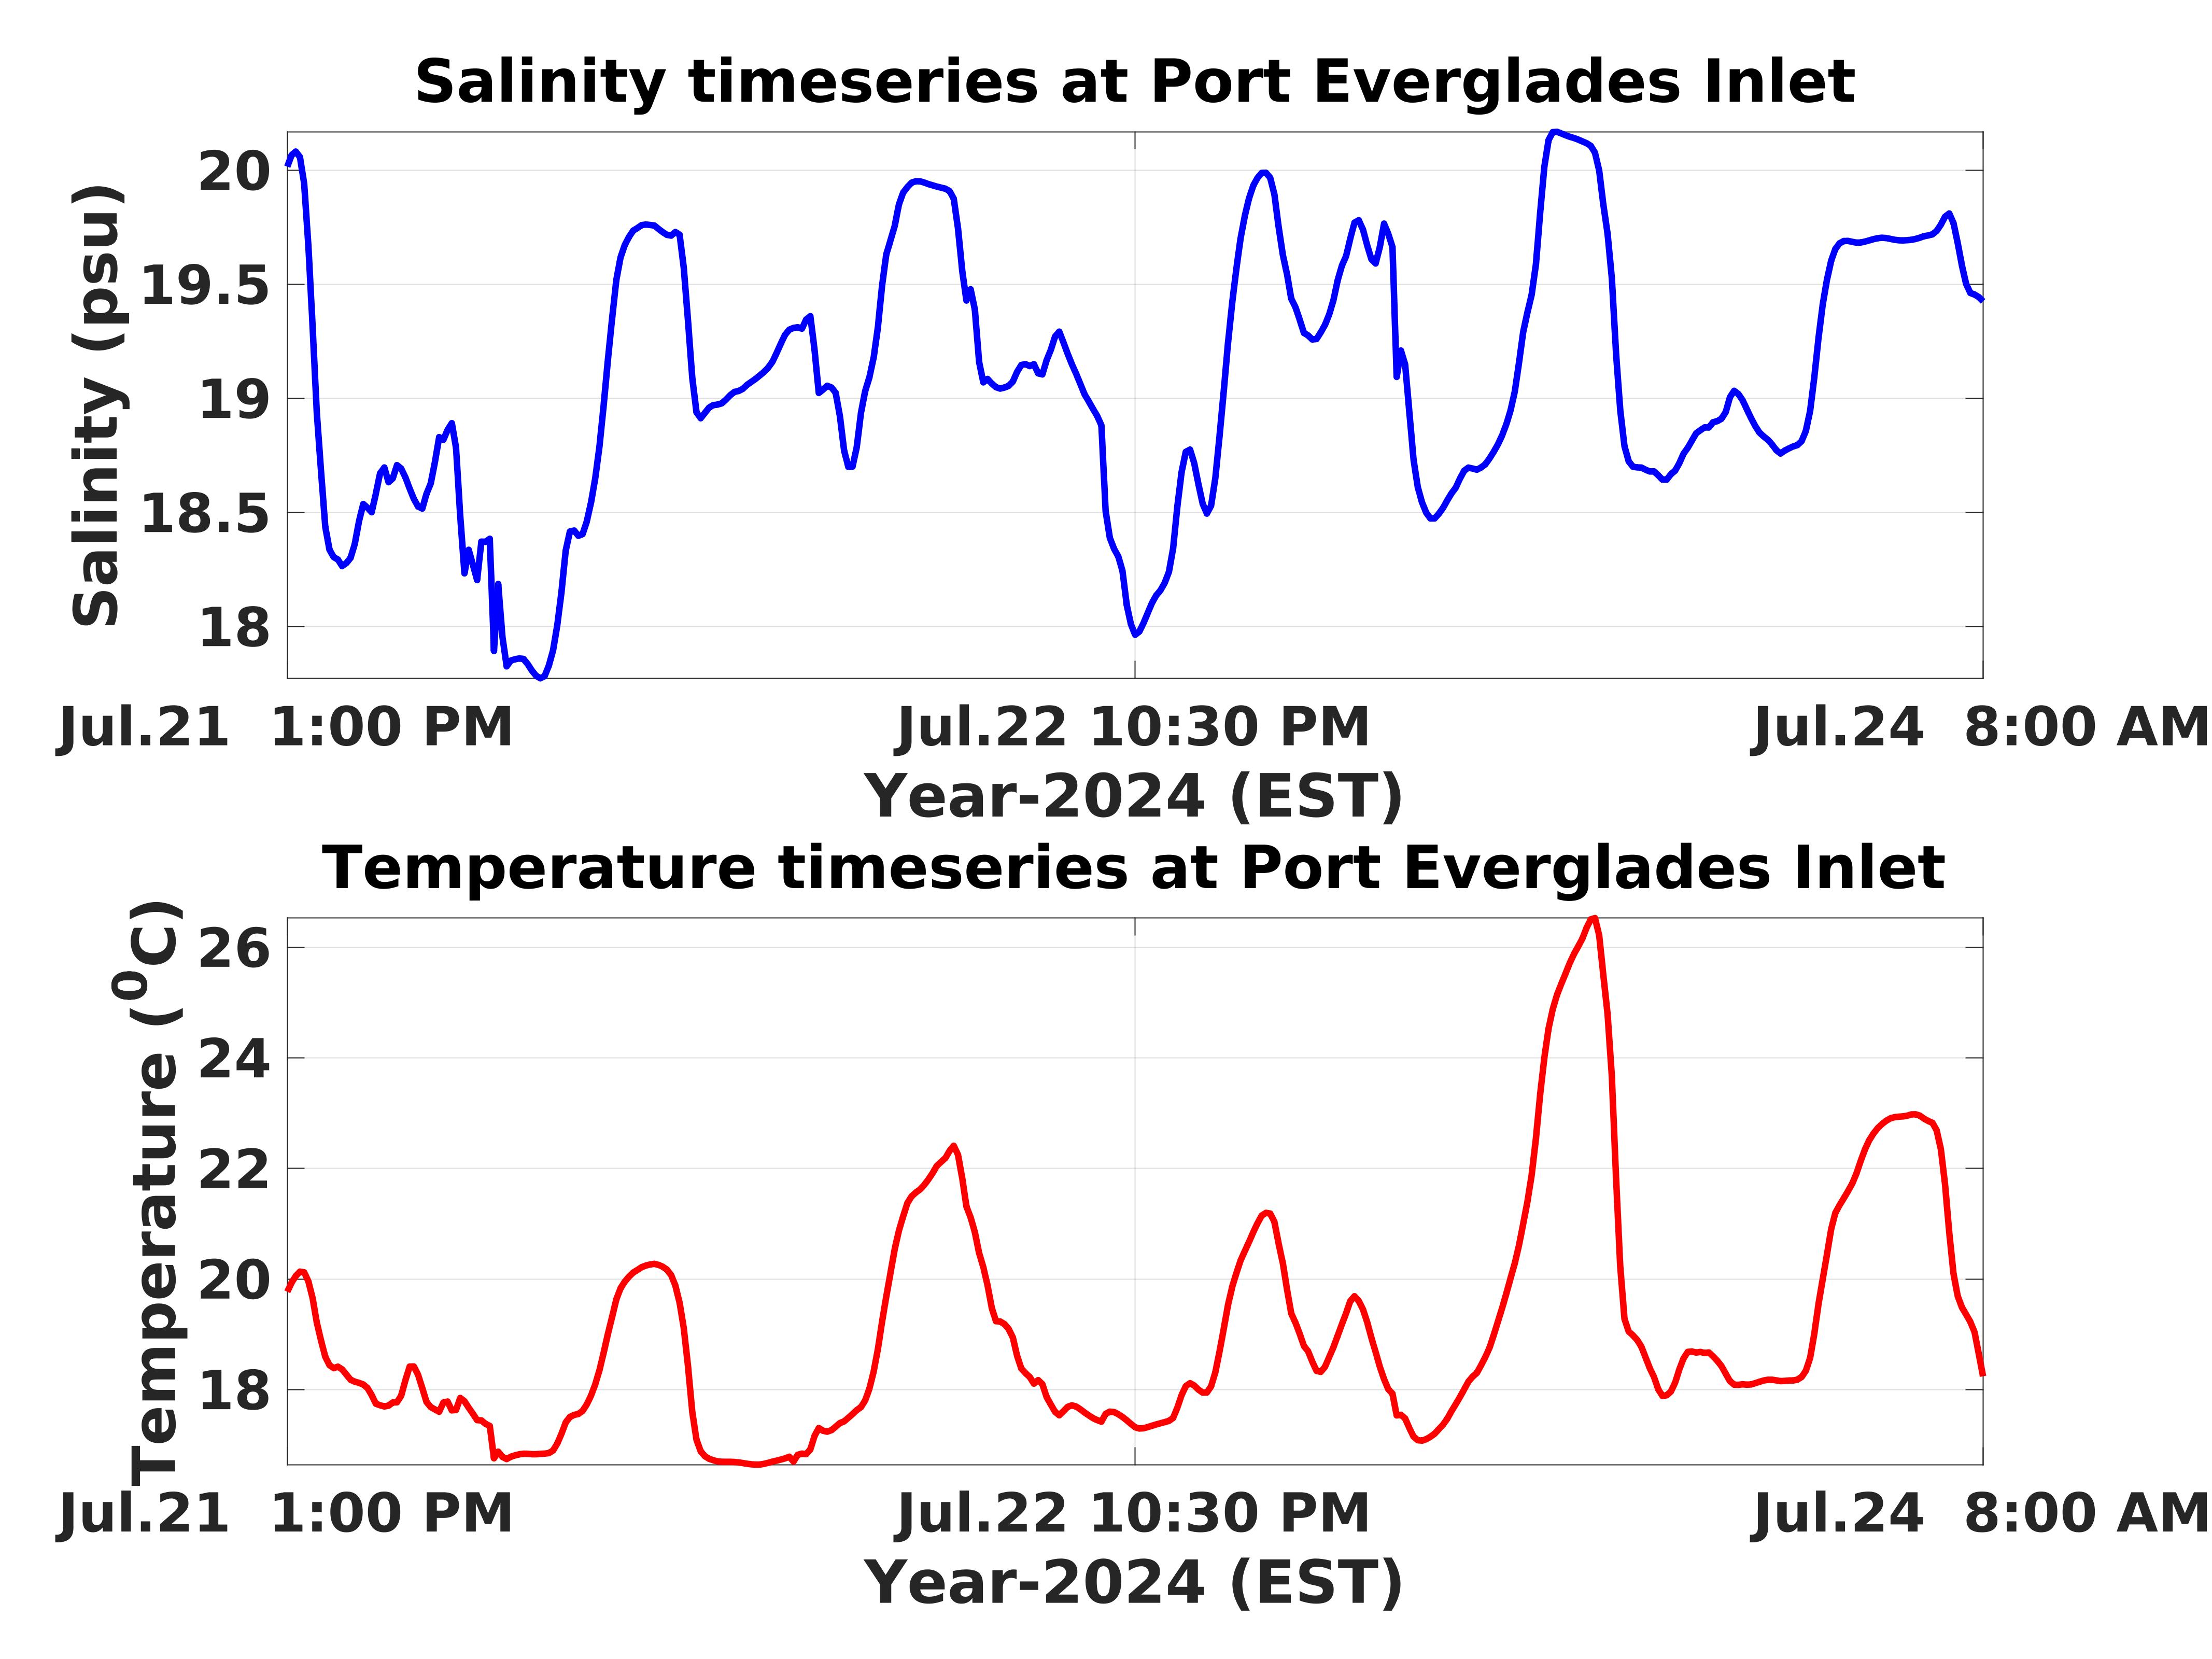 Salinity timeseries at Port Everglades Inlet
Salinity (psu)
20
19.5
19
18.5
18
Jul.21  1:00 PM
Jul.22 10:30 PM
Jul.24  8:00 AM
Year-2024 (EST)
Temperature timeseries at Port Everglades Inlet
Temperature (⁰C)
26
24
22
20
18
Jul.21  1:00 PM
Jul.22 10:30 PM
Jul.24  8:00 AM
Year-2024 (EST)